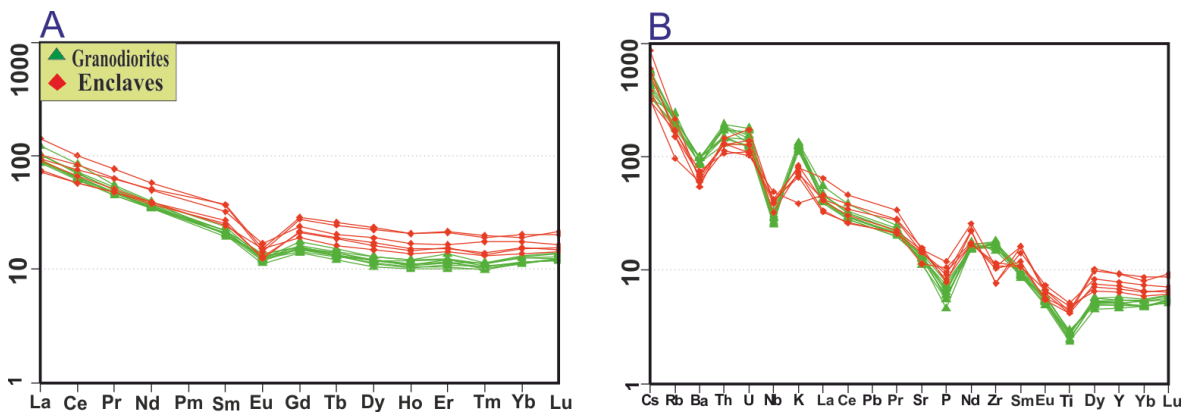 A
1000
100
10
1
Granodiorites
Enclaves
La Ce Pr Nd Pm Sm Eu Gd Tb Dy Ho Er Tm Yb Lu
B
1000
100
10
1
Cs Rb Ba Th U Nb K La Ce Pb Pr Sr P Nd Zr Sm Eu Ti Dy Y Yb Lu